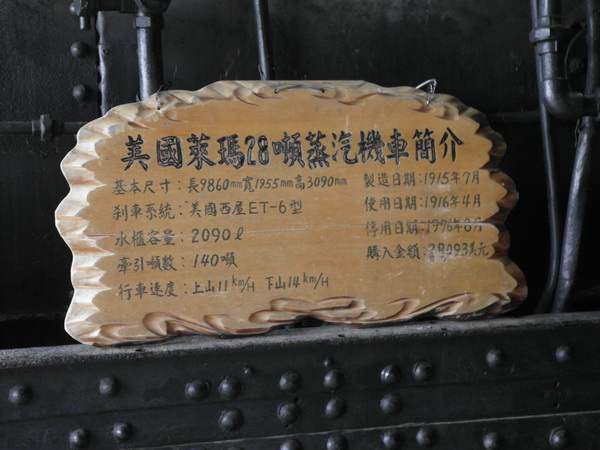 美國萊瑪28噸蒸汽機車簡介
基本尺寸：長9860mm寬1955mm高3090mm
刹車系統：美國西屋ET-6型
水櫃容量：2090ℓ
牽引噸數：140噸
行車速度：上山11km/H 下山14km/H
製造日期：1915年7月
使用日期：1916年4月
停用日期：
購入金額：